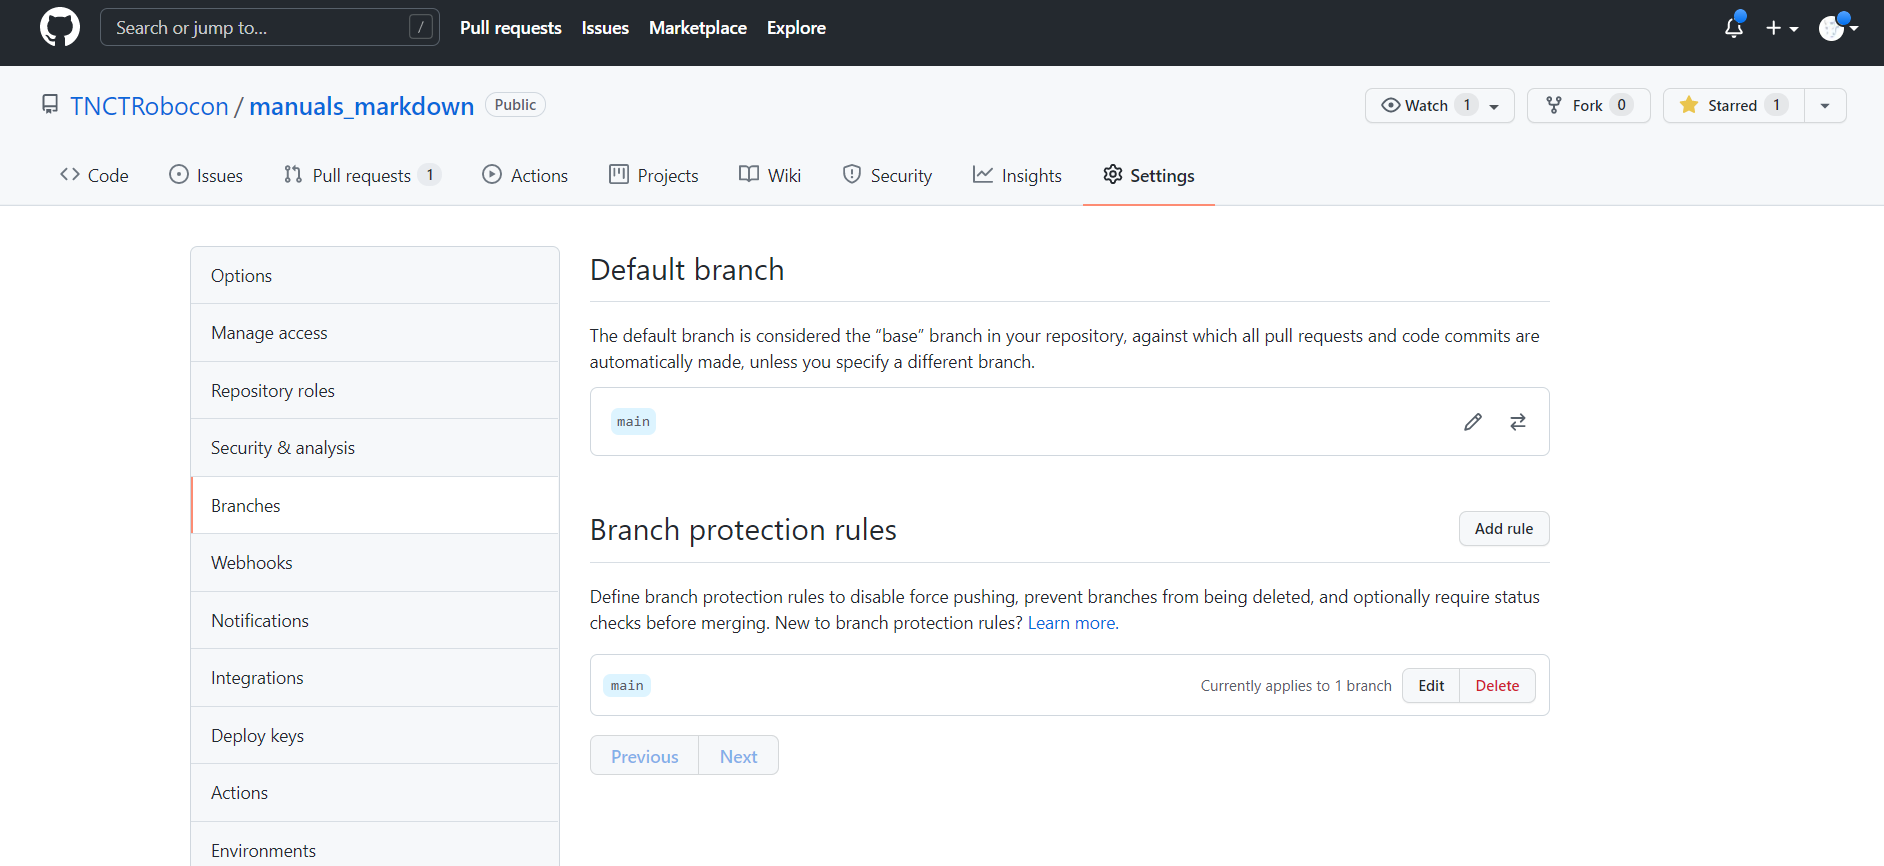 Search or jump to... /
Pull requests Issues Marketplace Explore
TNCTRobocon / manuals_markdown Public
Watch 1
Fork 0
Starred 1
Code Issues Pull requests 1 Actions Projects Wiki Security Insights Settings
Options
Manage access
Repository roles
Security & analysis
Branches
Webhooks
Notifications
Integrations
Deploy keys
Actions
Environments
Default branch
The default branch is considered the “base” branch in your repository, against which all pull requests and code commits are
automatically made, unless you specify a different branch.
main
Branch protection rules
Add rule
Define branch protection rules to disable force pushing, prevent branches from being deleted, and optionally require status
checks before merging. New to branch protection rules? Learn more.
main Currently applies to 1 branch Edit Delete
Previous Next